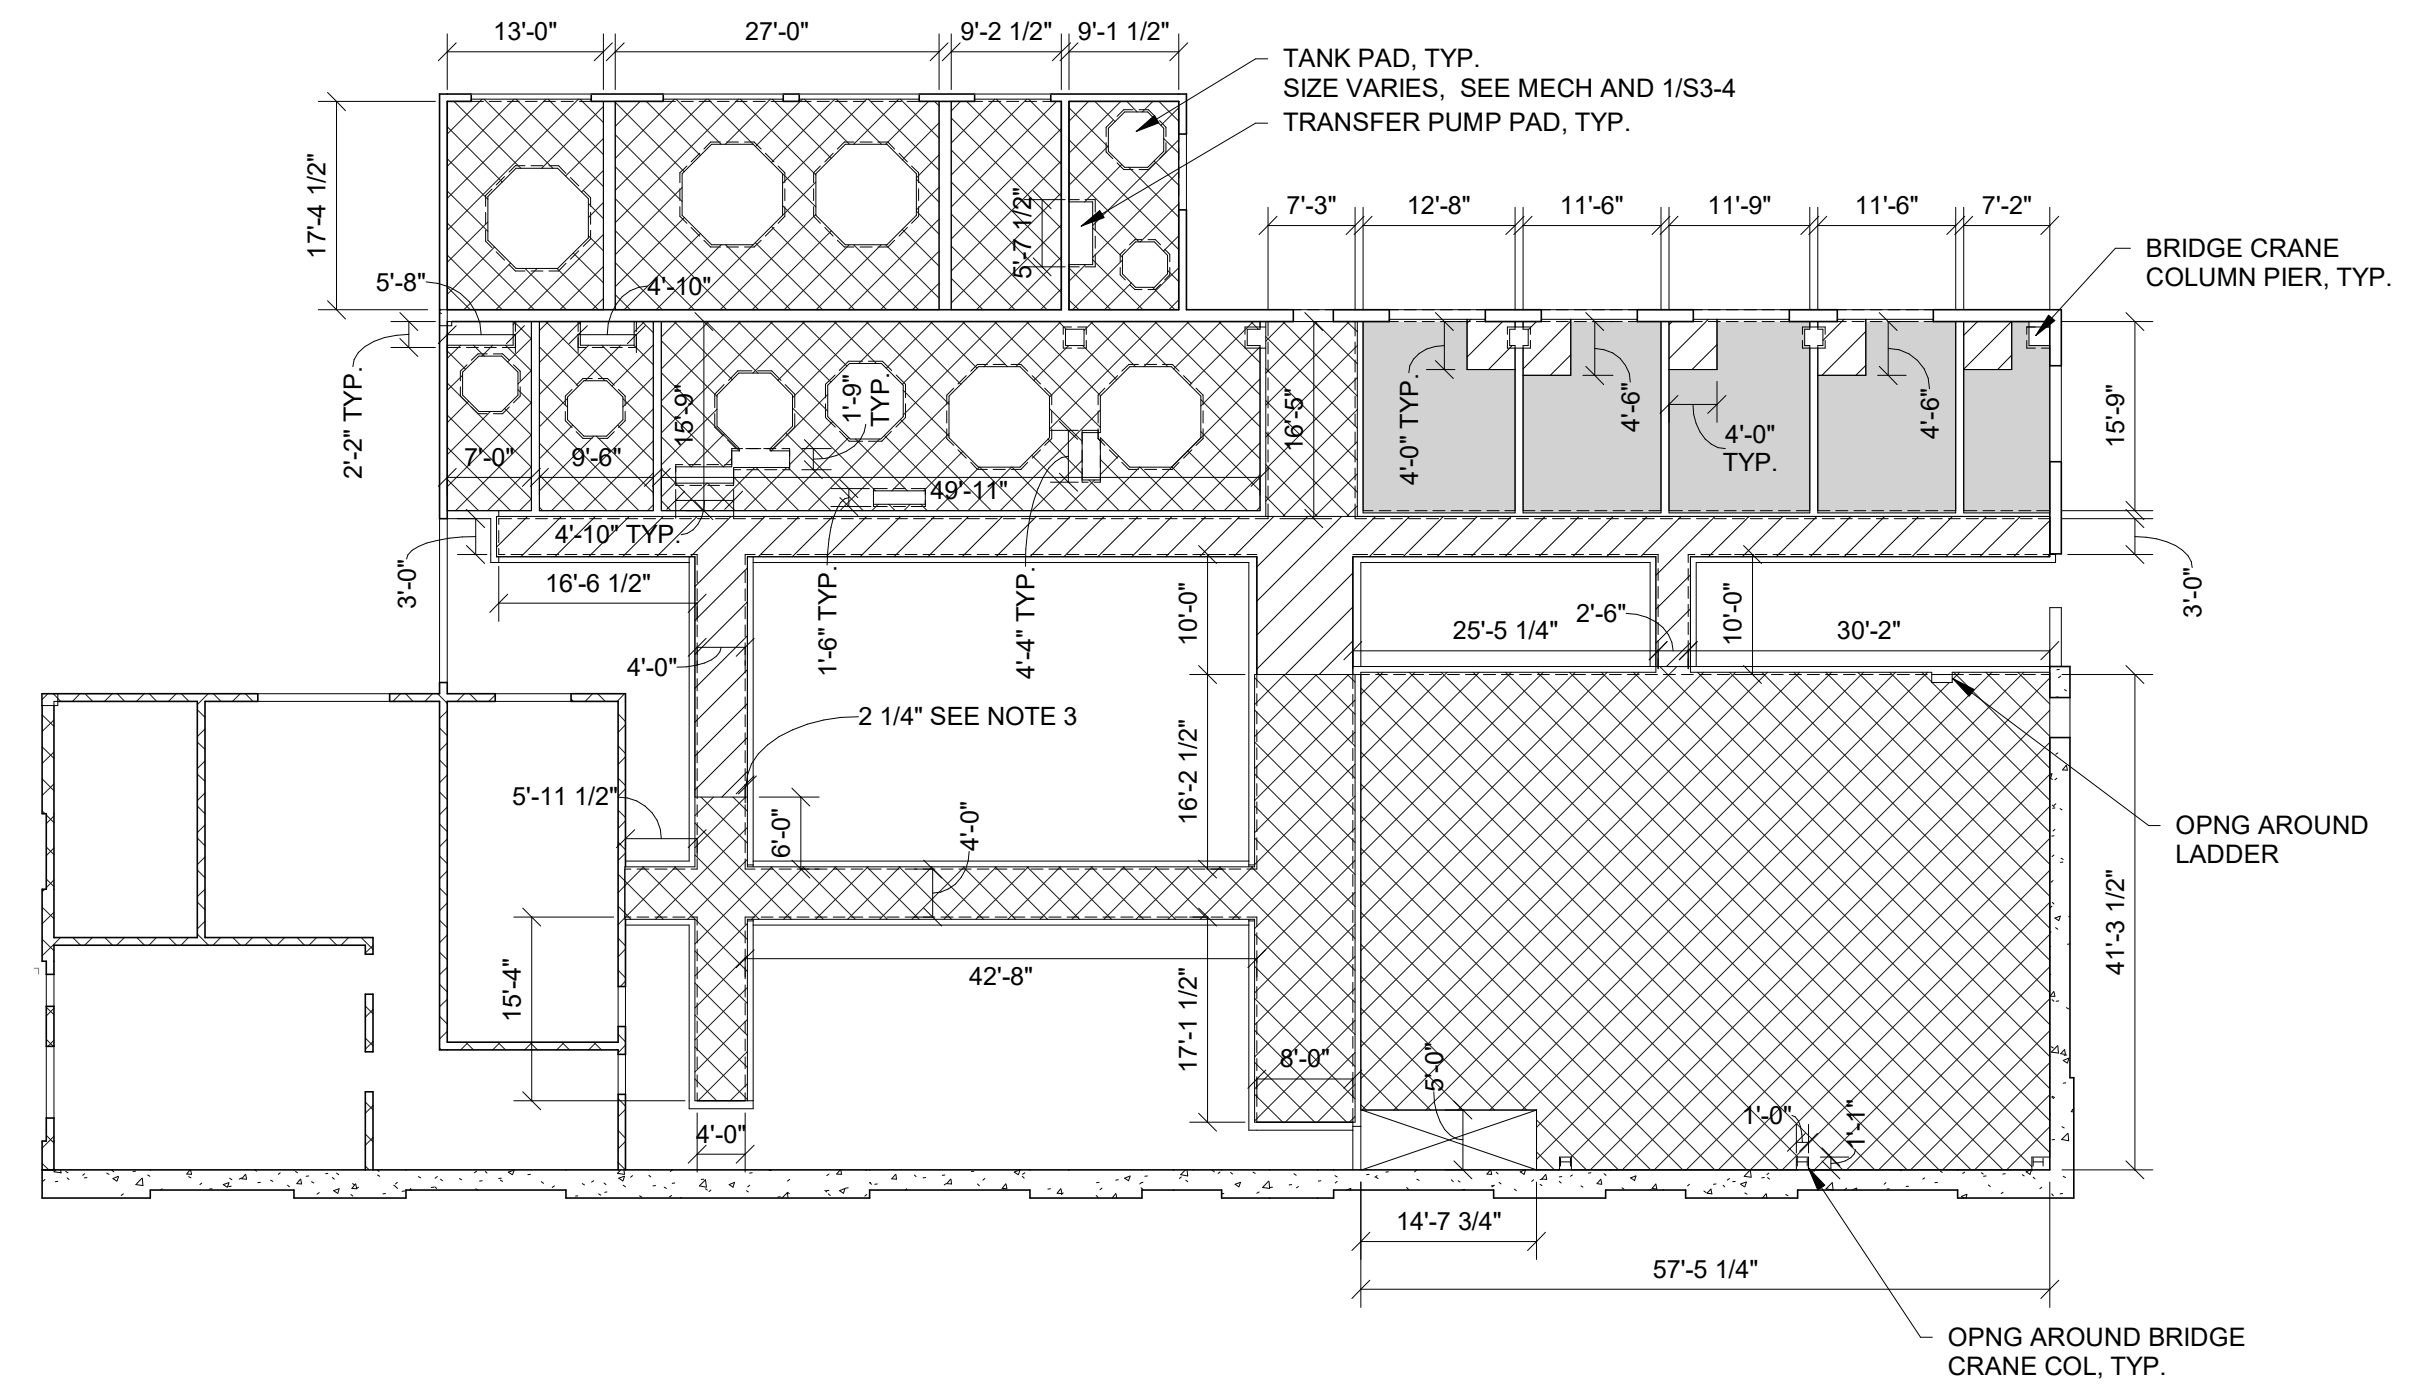 13'-0"
27'-0"
9'-2 1/2"
9'-1 1/2"
TANK PAD, TYP.
SIZE VARIES,  SEE MECH AND 1/S3-4
TRANSFER PUMP PAD, TYP.
17'-4 1/2"
5'-7 1/2"
7'-3"
12'-8"
11'-6"
11'-9"
11'-6"
7'-2"
BRIDGE CRANE
COLUMN PIER, TYP.
5'-8"
4'-10"
2'-2" TYP.
15'-9"
1'-9"
TYP.
16'-5"
4'-0" TYP.
4'-6"
4'-0"
TYP.
4'-6"
15'-9"
7'-0"
9'-6"
49'-11"
4'-10" TYP.
3'-0"
16'-6 1/2"
1'-6" TYP.
4'-4" TYP.
10'-0"
25'-5 1/4"
2'-6"
10'-0"
30'-2"
3'-0"
4'-0"
2 1/4" SEE NOTE 3
16'-2 1/2"
5'-11 1/2"
6'-0"
4'-0"
OPNG AROUND
LADDER
41'-3 1/2"
15'-4"
42'-8"
17'-1 1/2"
8'-0"
5'-0"
1'-0"
1'-1"
4'-0"
14'-7 3/4"
57'-5 1/4"
OPNG AROUND BRIDGE
CRANE COL, TYP.